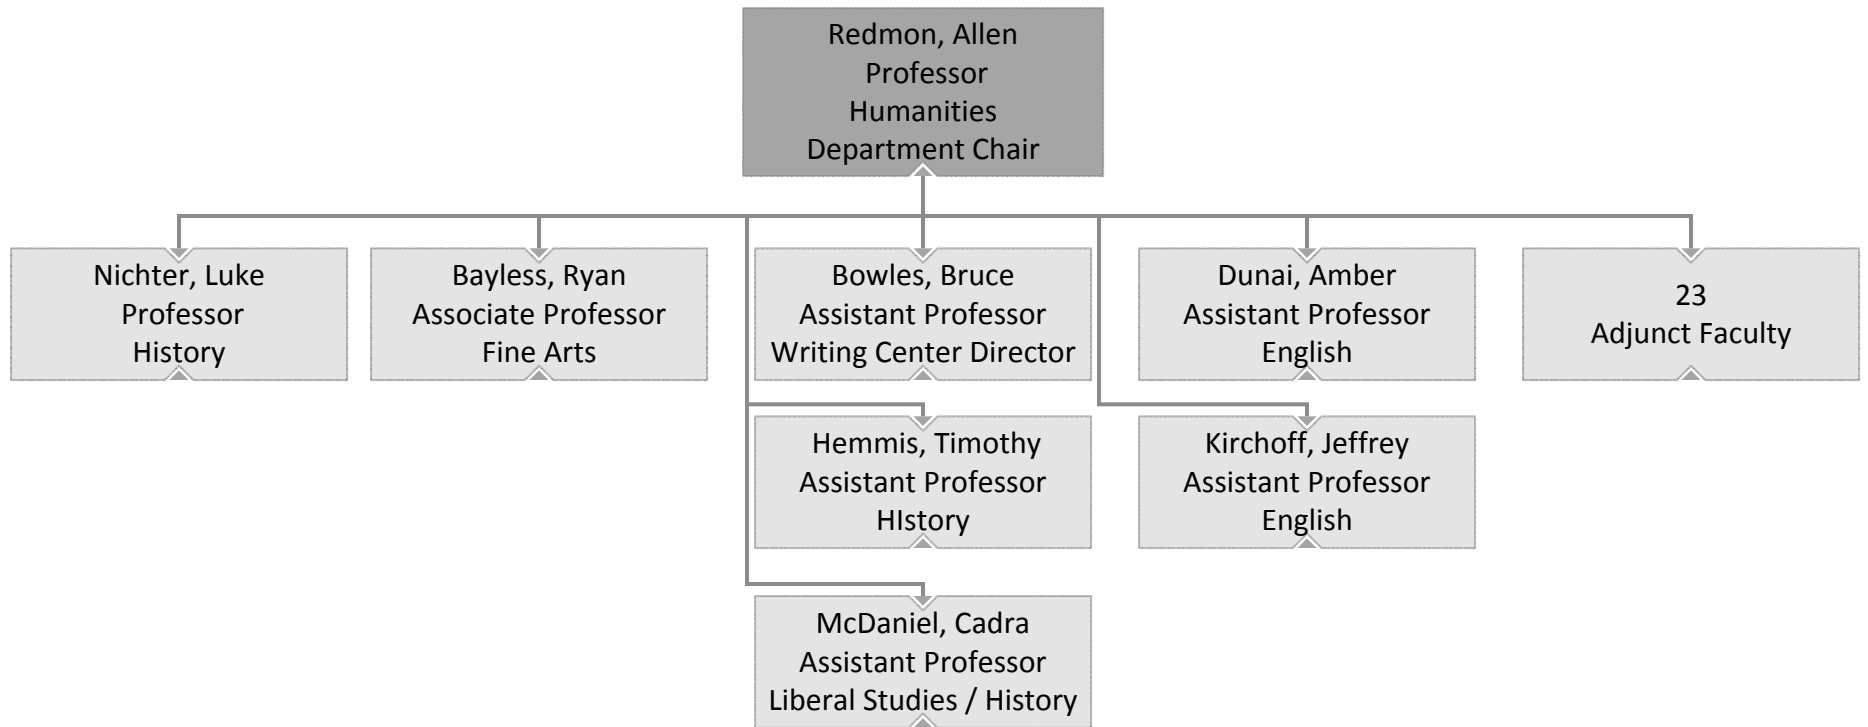 Redmon, Allen
Professor
Humanities
Department Chair
Nichter, Luke
Professor
History
Bayless, Ryan
Associate Professor
Fine Arts
Bowles, Bruce
Assistant Professor
Writing Center Director
Dunai, Amber
Assistant Professor
English
23
Adjunct Faculty
Hemmis, Timothy
Assistant Professor
HIstory
Kirchoff, Jeffrey
Assistant Professor
English
McDaniel, Cadra
Assistant Professor
Liberal Studies / History